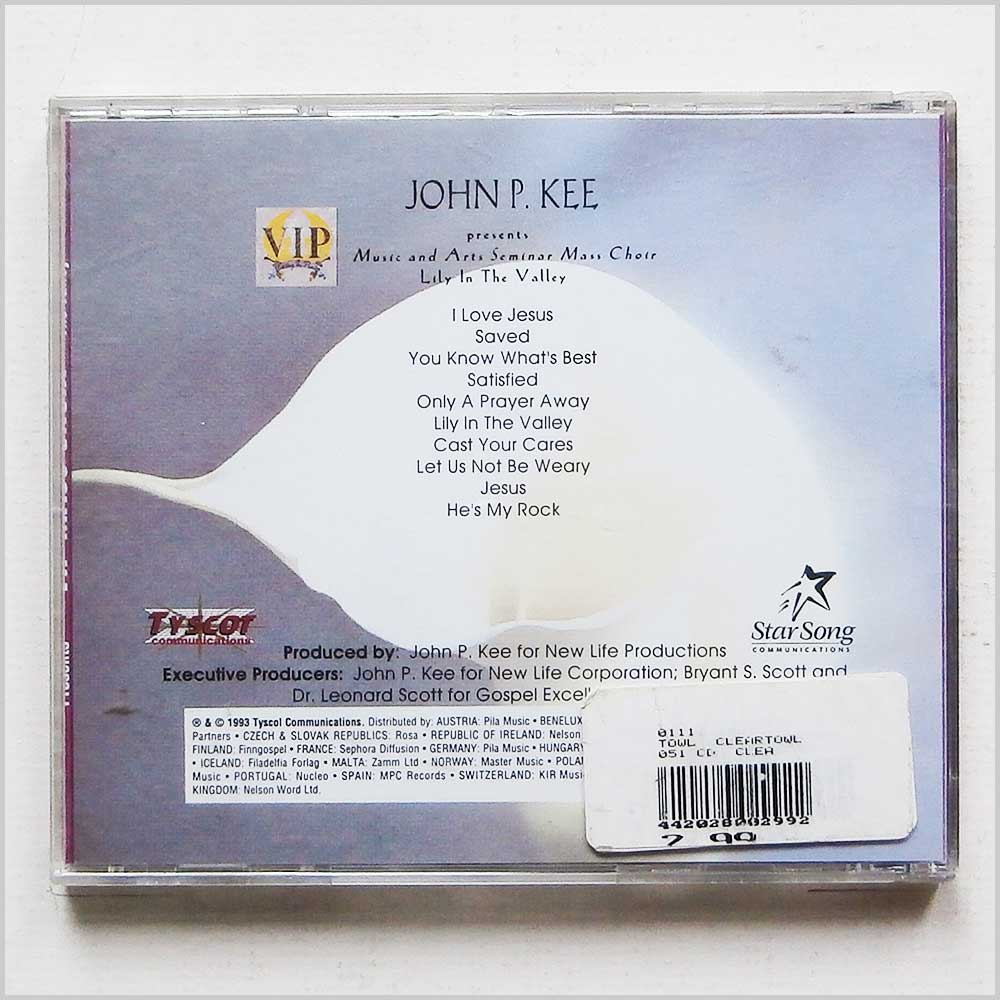 JOHN P. KEE
VIP
presents
Music and Arts Seminar Mass Choir
Lily In The Valley
I Love Jesus
Saved
You Know What's Best
Satisfied
Only A Prayer Away
Lily In The Valley
Cast Your Cares
Let Us Not Be Weary
Jesus
He's My Rock
TYSCOT
communications
Star Song
COMMUNICATIONS
Produced by: John P. Kee for New Life Productions
Executive Producers: John P. Kee for New Life Corporation; Bryant S. Scott and
Dr. Leonard Scott for Gospel
℗ & © 1993 Tyscot Communications. Distributed by: AUSTRIA: Pila Music • BENELUX
Partners • CZECH & SLOVAK REPUBLICS: Rosa • REPUBLIC OF IRELAND: Nelson
FINLAND: Finngospel • FRANCE: Sephora Diffusion • GERMANY: Pila Music • HUNGARY
• ICELAND: Filadelfia Forlag • MALTA: Zamm Ltd • NORWAY: Master Music •
Music • PORTUGAL: Nucleo • SPAIN: MPC Records • SWITZERLAND: KIR
KINGDOM: Nelson Word Ltd.
0111
TOWL CLEARTOWL
051 CD CLEA
442028002992
7 99